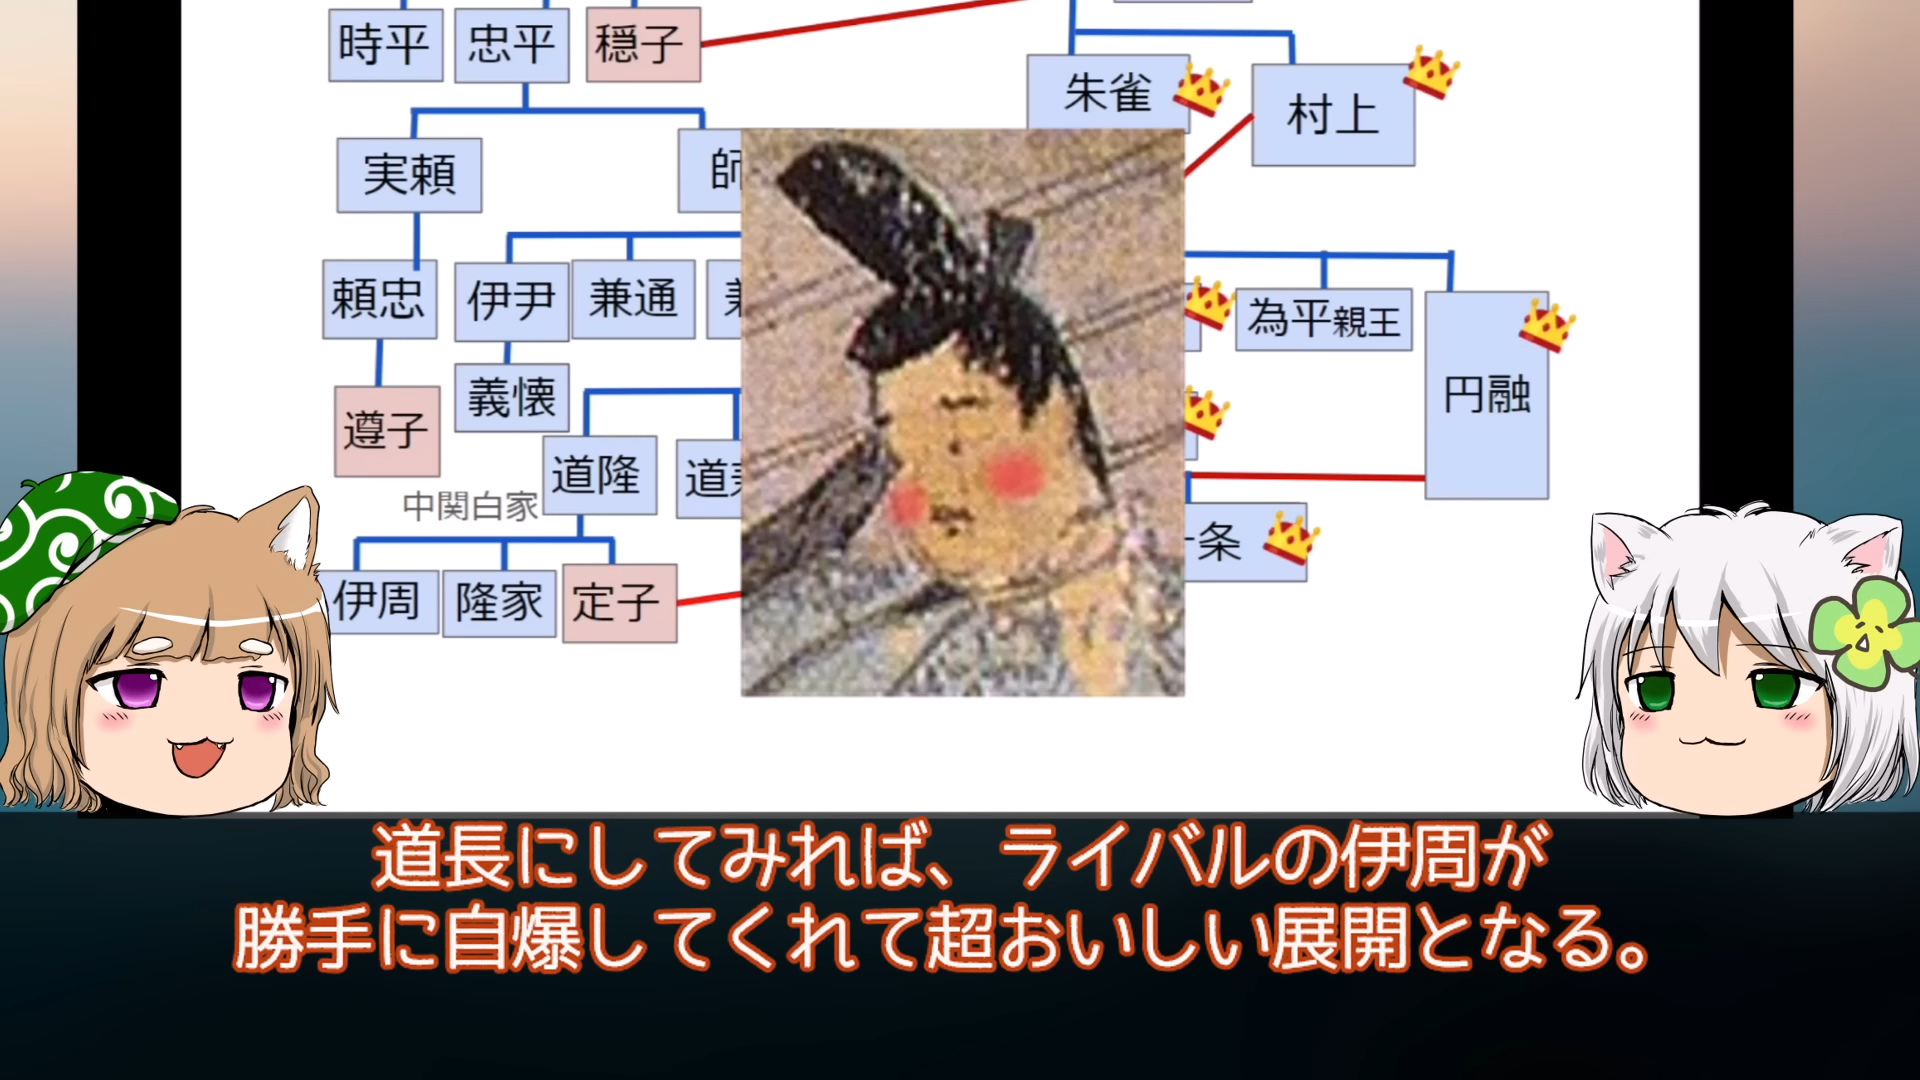 時平 忠平 穏子
朱雀
村上
実頼
師
頼忠 伊尹 兼通
為平親王
円融
遵子
義懐
道隆
道
中関白家
条
伊周 隆家 定子
道長にしてみれば、ライバルの伊周が
勝手に自爆してくれて超おいしい展開となる。